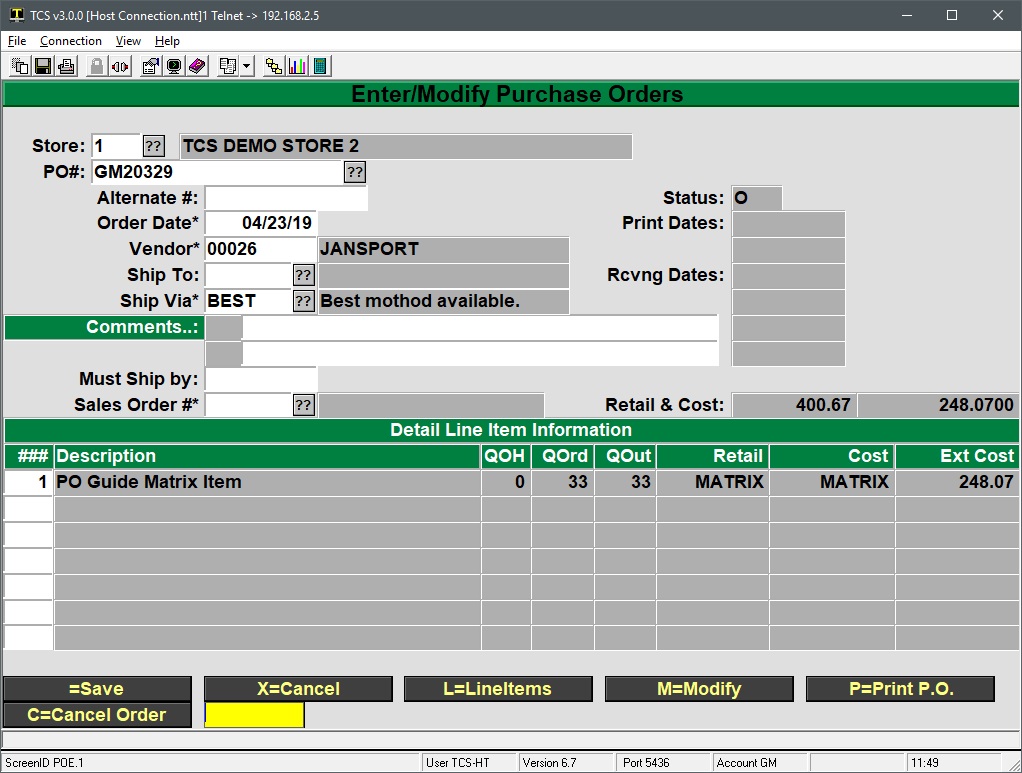 TCS v3.0.0 [Host Connection.ntt]1 Telnet -> 192.168.2.5
File Connection View Help
Enter/Modify Purchase Orders
Store: 1 ?? TCS DEMO STORE 2
PO#: GM20329 ??
Alternate #: Status: O
Order Date* 04/23/19 Print Dates:
Vendor* 00026 JANSPORT
Ship To: ?? Rcvng Dates:
Ship Via* BEST ?? Best mothod available.
Comments..:
Must Ship by:
Sales Order #* ?? Retail & Cost: 400.67 248.0700
Detail Line Item Information
### Description QOH QOrd QOut Retail Cost Ext Cost
1 PO Guide Matrix Item 0 33 33 MATRIX MATRIX 248.07
=Save X=Cancel L=LineItems M=Modify P=Print P.O.
C=Cancel Order
ScreenID POE.1 User TCS-HT Version 6.7 Port 5436 Account GM 11:49